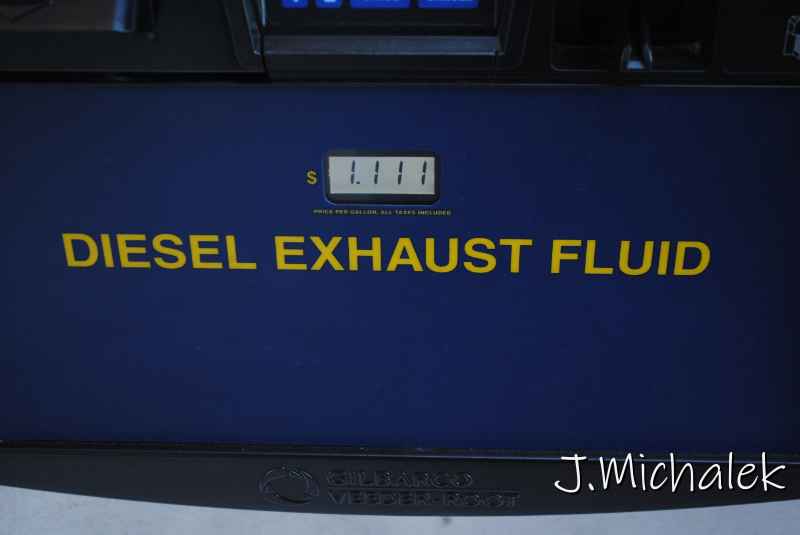 $ 1.111
PRICE PER GALLON, ALL TAXES INCLUDED
DIESEL EXHAUST FLUID
GILBARCO
VEEDER-ROOT
J.Michalek